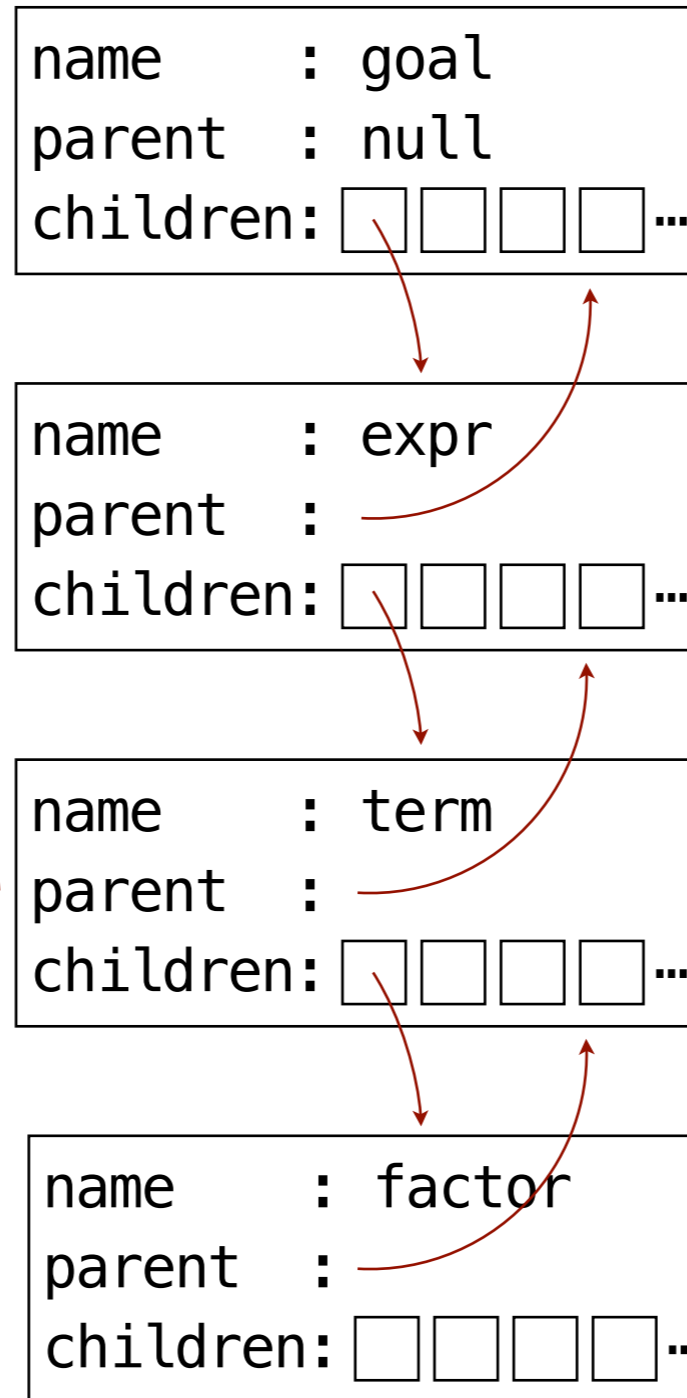 name : goal
parent : null
children: …
name : expr
parent :
children: …
name : term
parent :
children: …
name : factor
parent :
children: …